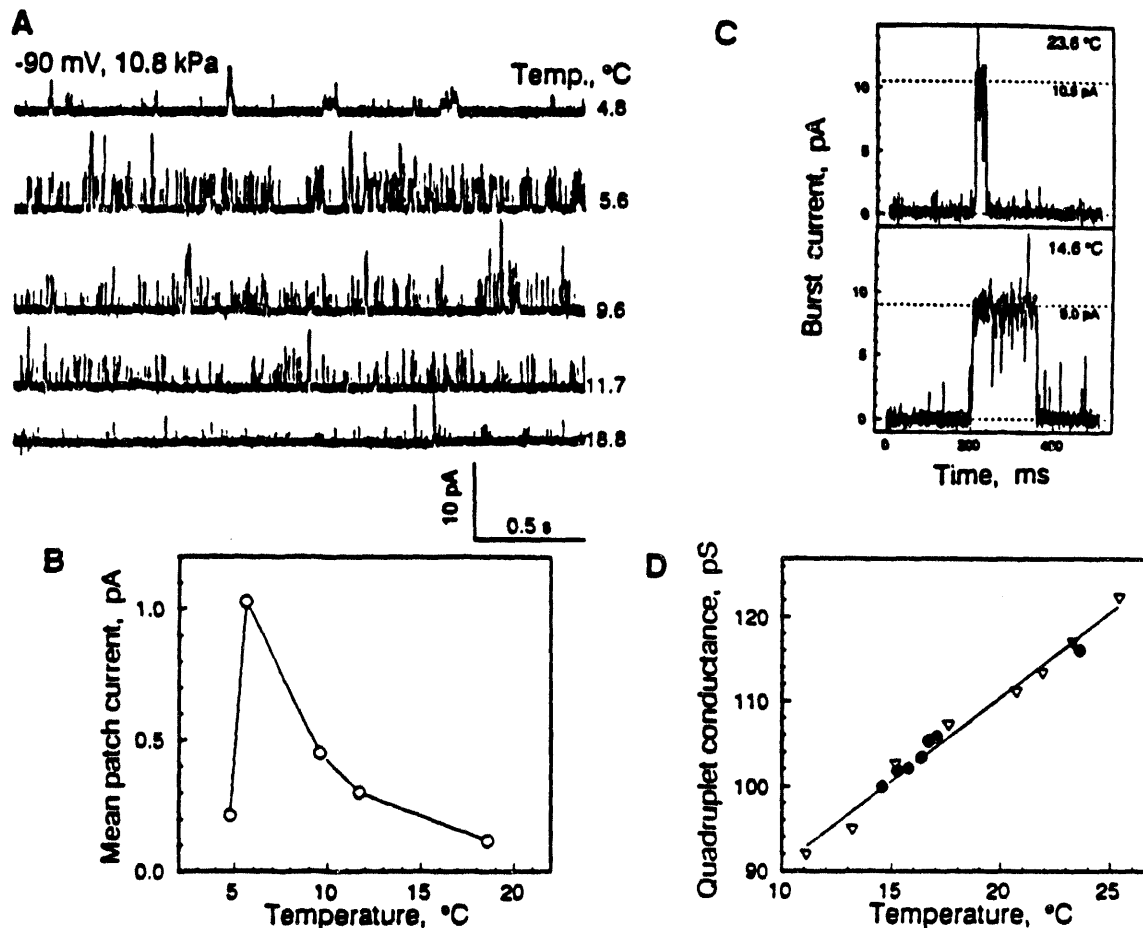 A
-90 mV, 10.8 kPa
Temp., °C
4.8
5.6
9.6
11.7
18.8
10 pA
0.5 s
B
Mean patch current, pA
1.0
0.5
0.0
5 10 15 20
Temperature, °C
C
Burst current, pA
23.6 °C
10.5 pA
10
5
0
14.6 °C
9.0 pA
10
5
0
0 200 400
Time, ms
D
Quadruplet conductance, pS
120
110
100
90
10 15 20 25
Temperature, °C